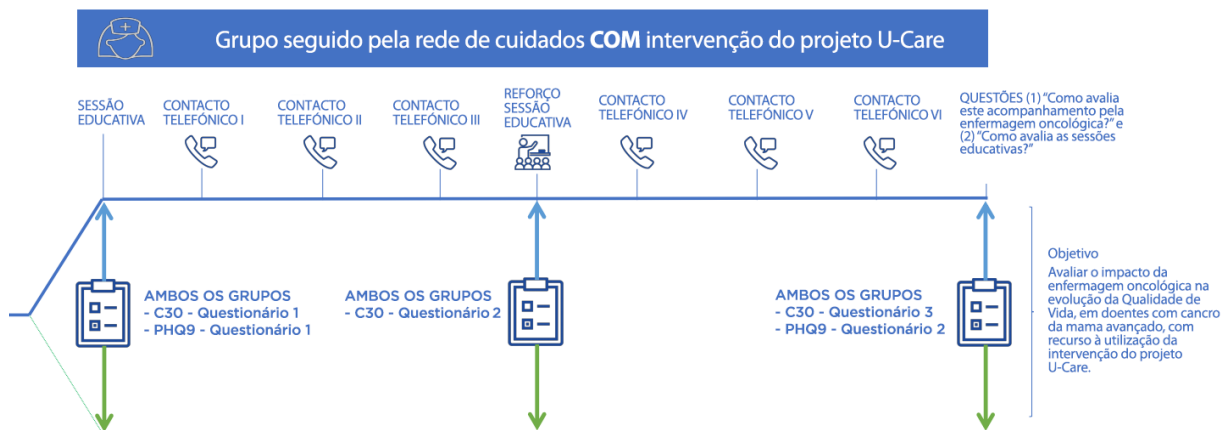 Grupo seguido pela rede de cuidados COM intervenção do projeto U-Care
SESSÃO
EDUCATIVA
CONTACTO
TELEFÓNICO I
CONTACTO
TELEFÓNICO II
CONTACTO
TELEFÓNICO III
REFORÇO
SESSÃO
EDUCATIVA
CONTACTO
TELEFÓNICO IV
CONTACTO
TELEFÓNICO V
CONTACTO
TELEFÓNICO VI
QUESTÕES (1) "Como avalia
este acompanhamento pela
enfermagem oncológica?" e
(2) "Como avalia as sessões
educativas?"
AMBOS OS GRUPOS
- C30 - Questionário 1
- PHQ9 - Questionário 1
AMBOS OS GRUPOS
- C30 - Questionário 2
AMBOS OS GRUPOS
- C30 - Questionário 3
- PHQ9 - Questionário 2
Objetivo
Avaliar o impacto da
enfermagem oncológica na
evolução da Qualidade de
Vida, em doentes com cancro
da mama avançado, com
recurso à utilização da
intervenção do projeto
U-Care.